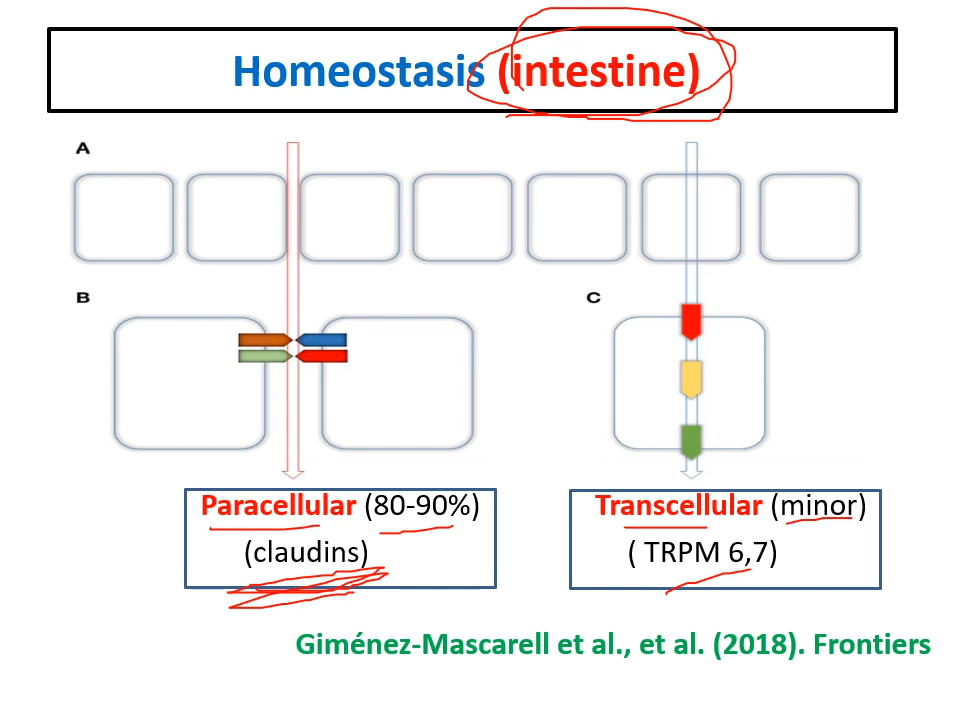 Homeostasis (intestine)
A
B
C
Paracellular (80-90%)
(claudins)
Transcellular (minor)
( TRPM 6,7)
Giménez-Mascarell et al., et al. (2018). Frontiers